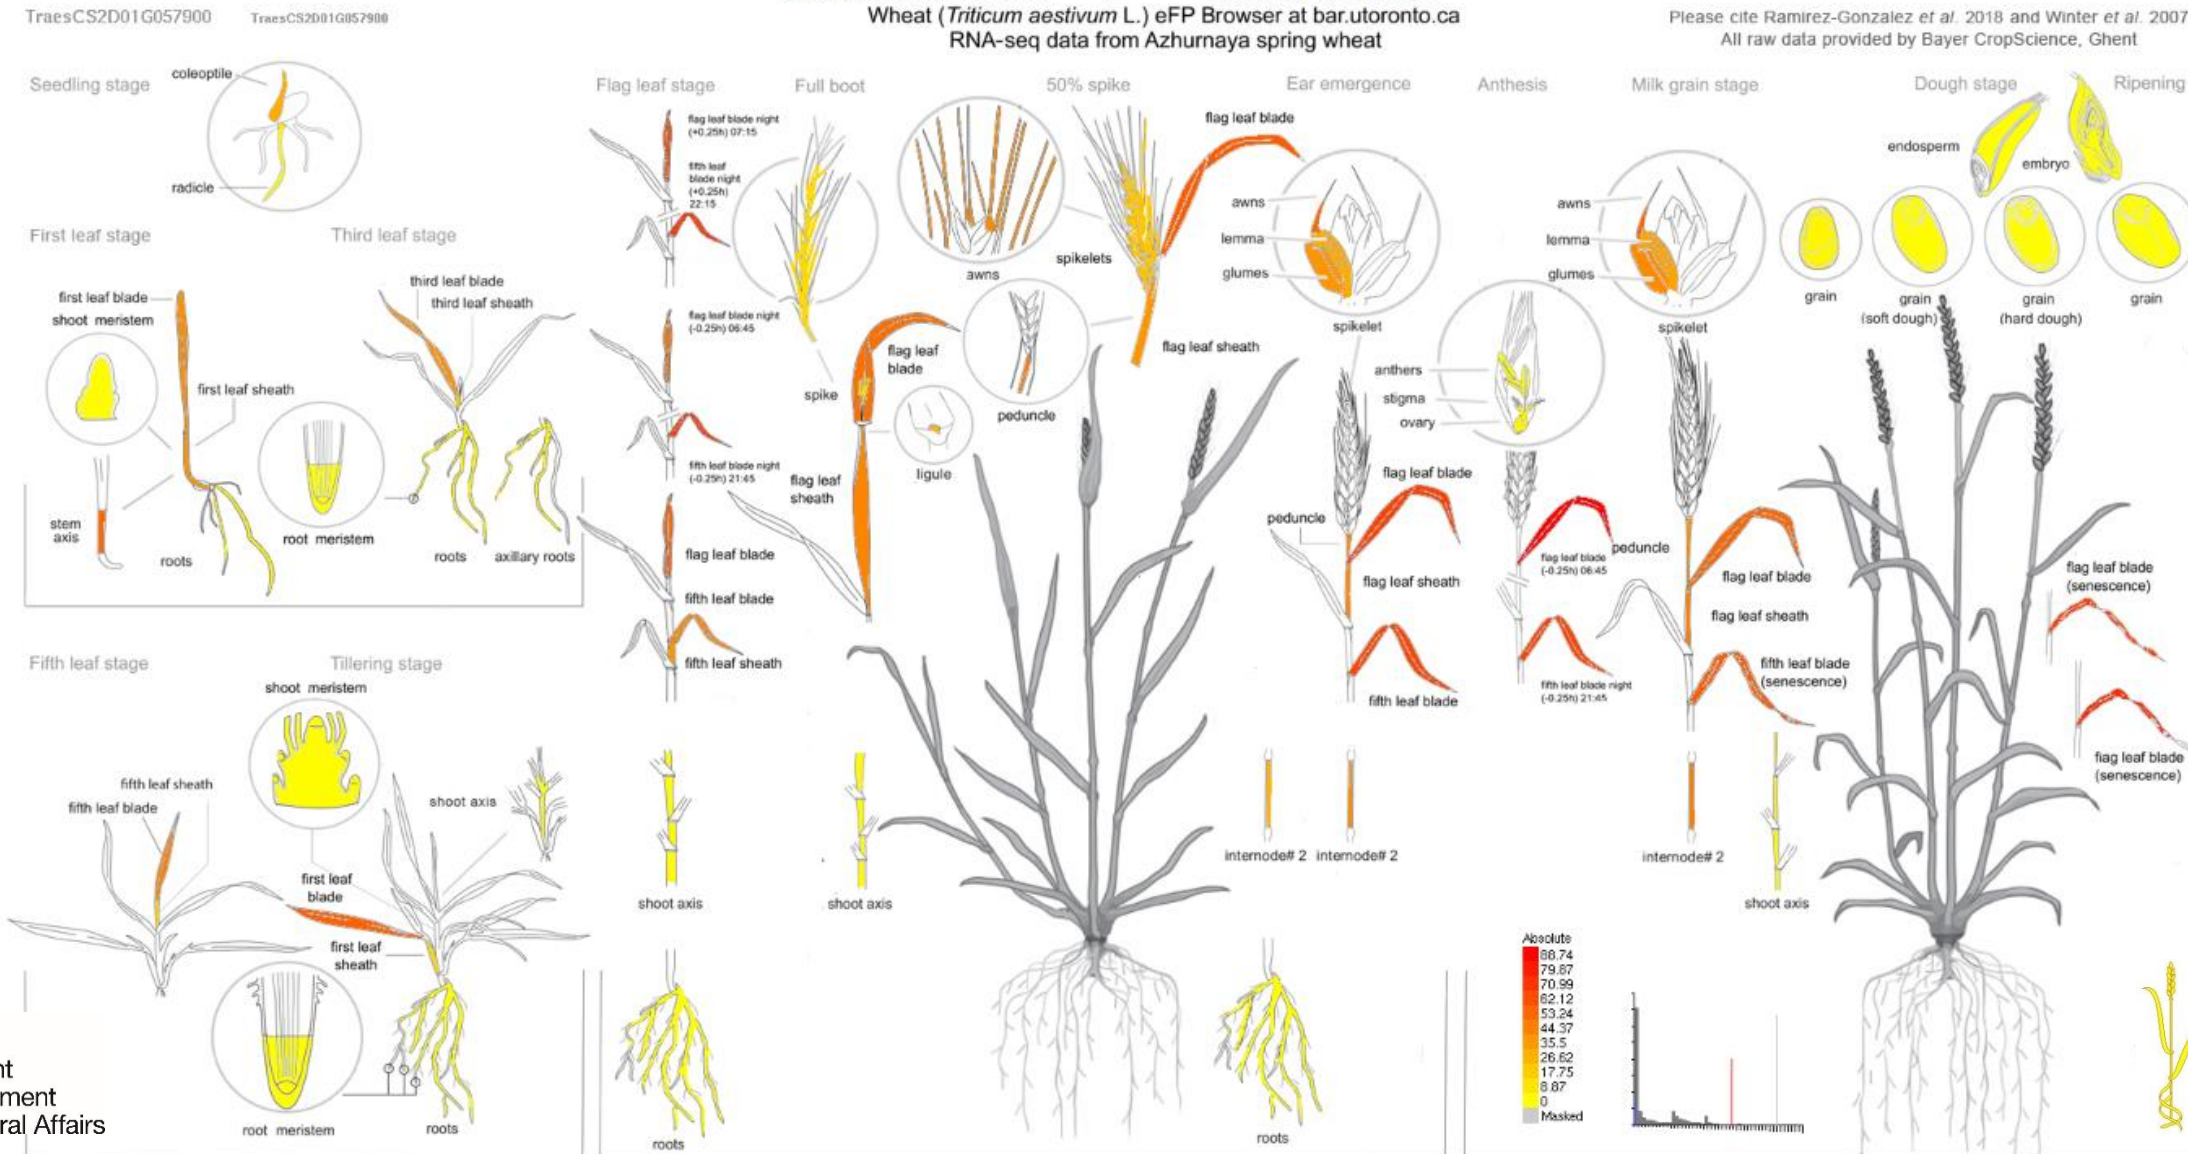 TraesCS2D01G057900
TraesCS2D01G057900
Wheat (Triticum aestivum L.) eFP Browser at bar.utoronto.ca
RNA-seq data from Azhurnaya spring wheat
Please cite Ramirez-Gonzalez et al. 2018 and Winter et al. 2007
All raw data provided by Bayer CropScience, Ghent
Seedling stage
coleoptile
radicle
First leaf stage
Third leaf stage
first leaf blade
shoot meristem
first leaf sheath
stem
axis
roots
third leaf blade
third leaf sheath
root meristem
roots
axillary roots
Fifth leaf stage
Tillering stage
shoot meristem
fifth leaf sheath
fifth leaf blade
shoot axis
first leaf
blade
first leaf
sheath
root meristem
roots
nt
ment
ral Affairs
Flag leaf stage
flag leaf blade night
(+0.25h) 07:15
fifth leaf
blade night
(+0.25h)
22:15
flag leaf blade night
(-0.25h) 06:45
fifth leaf blade night
(-0.25h) 21:45
flag leaf blade
fifth leaf blade
fifth leaf sheath
shoot axis
roots
Full boot
spike
flag leaf
blade
ligule
flag leaf
sheath
shoot axis
50% spike
awns
spikelets
flag leaf blade
peduncle
flag leaf sheath
Ear emergence
awns
lemma
glumes
spikelet
peduncle
flag leaf blade
flag leaf sheath
fifth leaf blade
internode# 2
internode# 2
roots
Anthesis
anthers
stigma
ovary
flag leaf blade
(-0.25h) 06:45
fifth leaf blade night
(-0.25h) 21:45
Milk grain stage
awns
lemma
glumes
spikelet
grain
peduncle
flag leaf blade
flag leaf sheath
fifth leaf blade
(senescence)
internode# 2
shoot axis
Dough stage
endosperm
embryo
grain
(soft dough)
grain
(hard dough)
flag leaf blade
(senescence)
flag leaf blade
(senescence)
Ripening
grain
Absolute
88.74
79.87
70.99
62.12
53.24
44.37
35.5
26.62
17.75
8.87
0
Masked